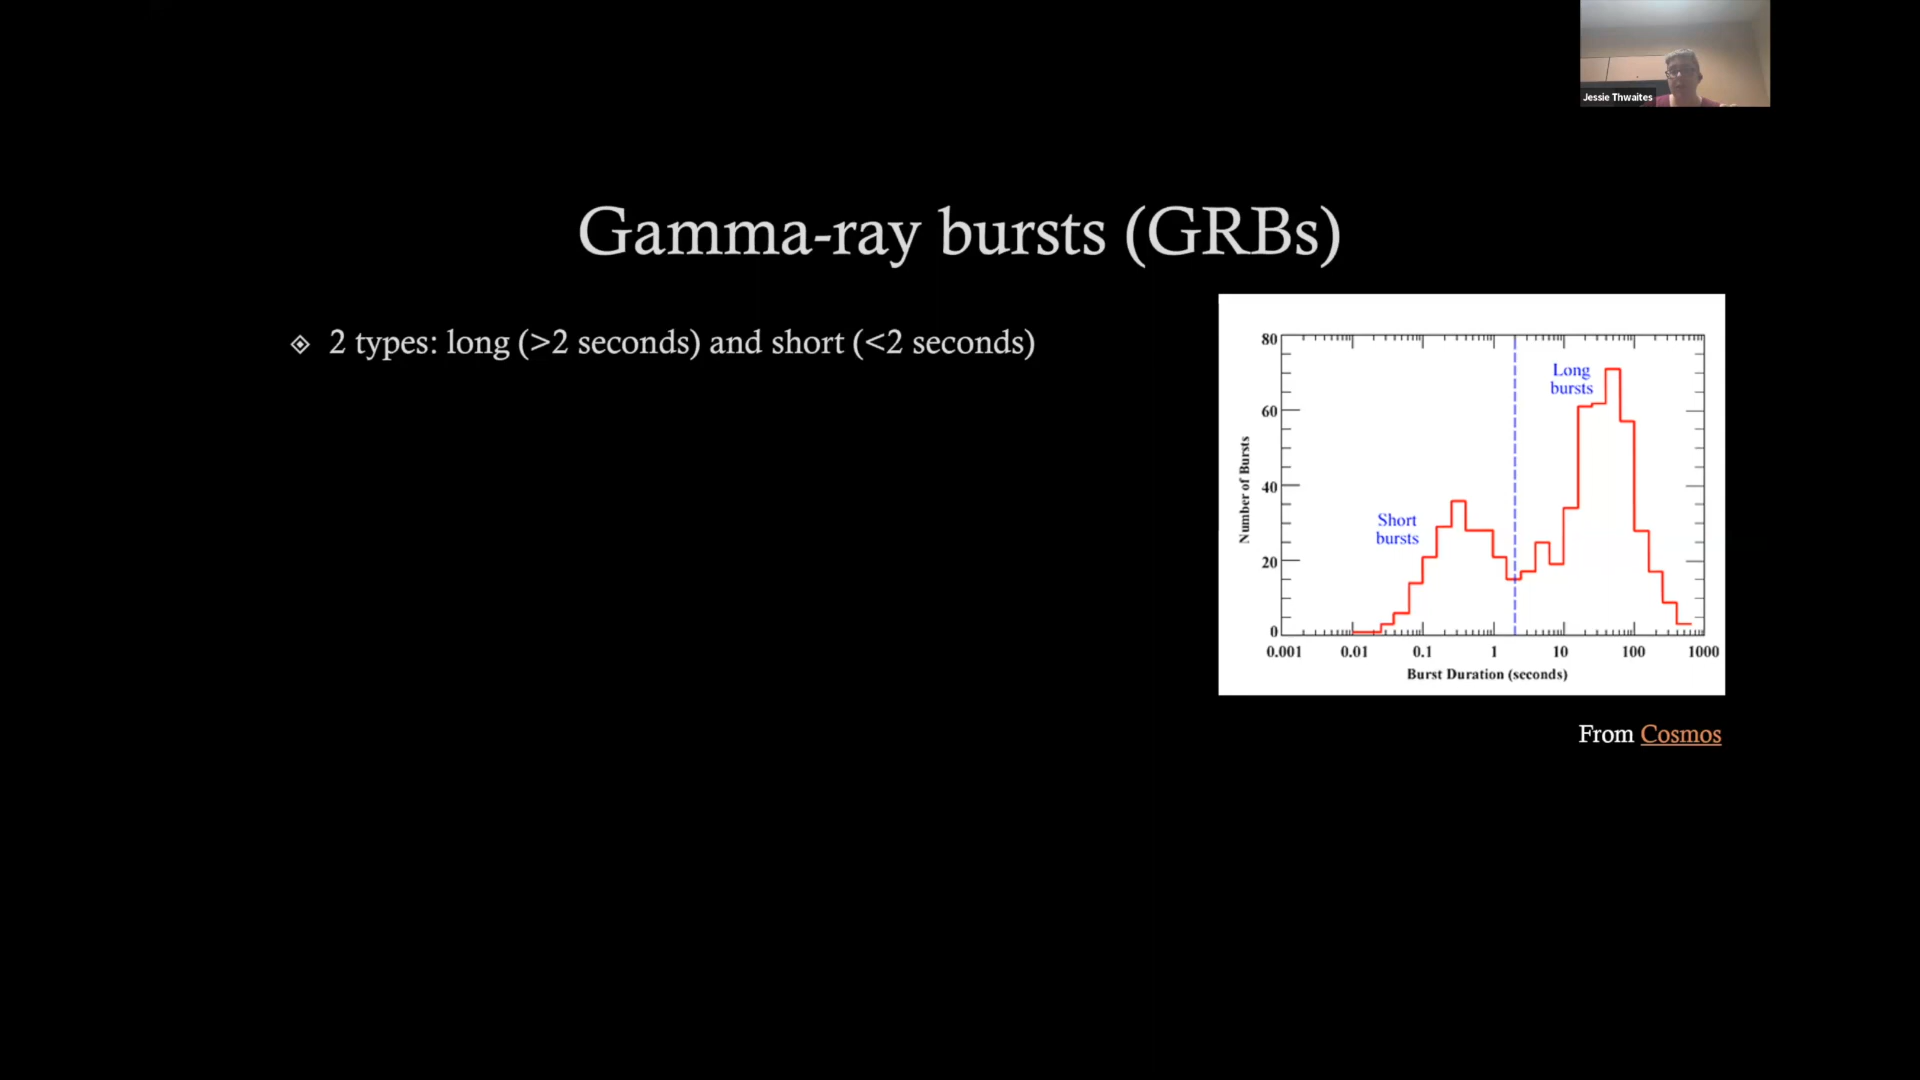 Jessie Thwaites
Gamma-ray bursts (GRBs)
2 types: long (>2 seconds) and short (<2 seconds)
80
60
40
20
0
Number of Bursts
Long
bursts
Short
bursts
0.001 0.01 0.1 1 10 100 1000
Burst Duration (seconds)
From Cosmos